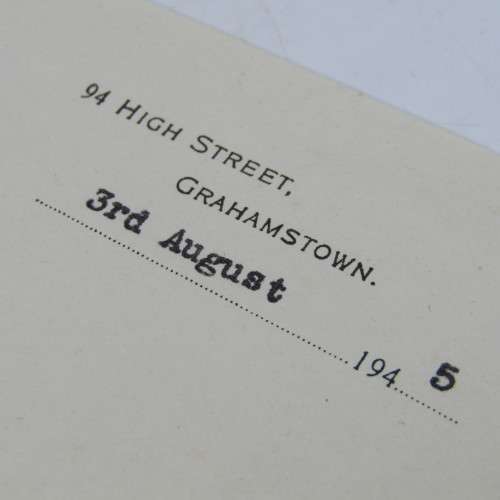 94 HIGH STREET,
GRAHAMSTOWN.
3rd August 194 5